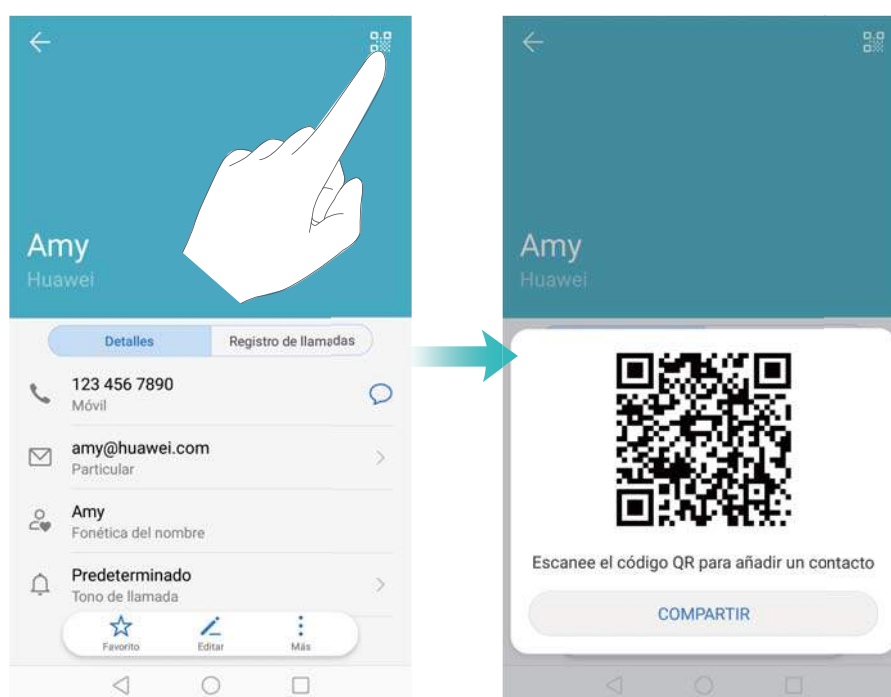 Amy
Huawei
Detalles
Registro de llamadas
123 456 7890
Móvil
amy@huawei.com
Particular
Amy
Fonética del nombre
Predeterminado
Tono de llamada
Favorito
Editar
Más
Amy
Huawei
Escanee el código QR para añadir un contacto
COMPARTIR